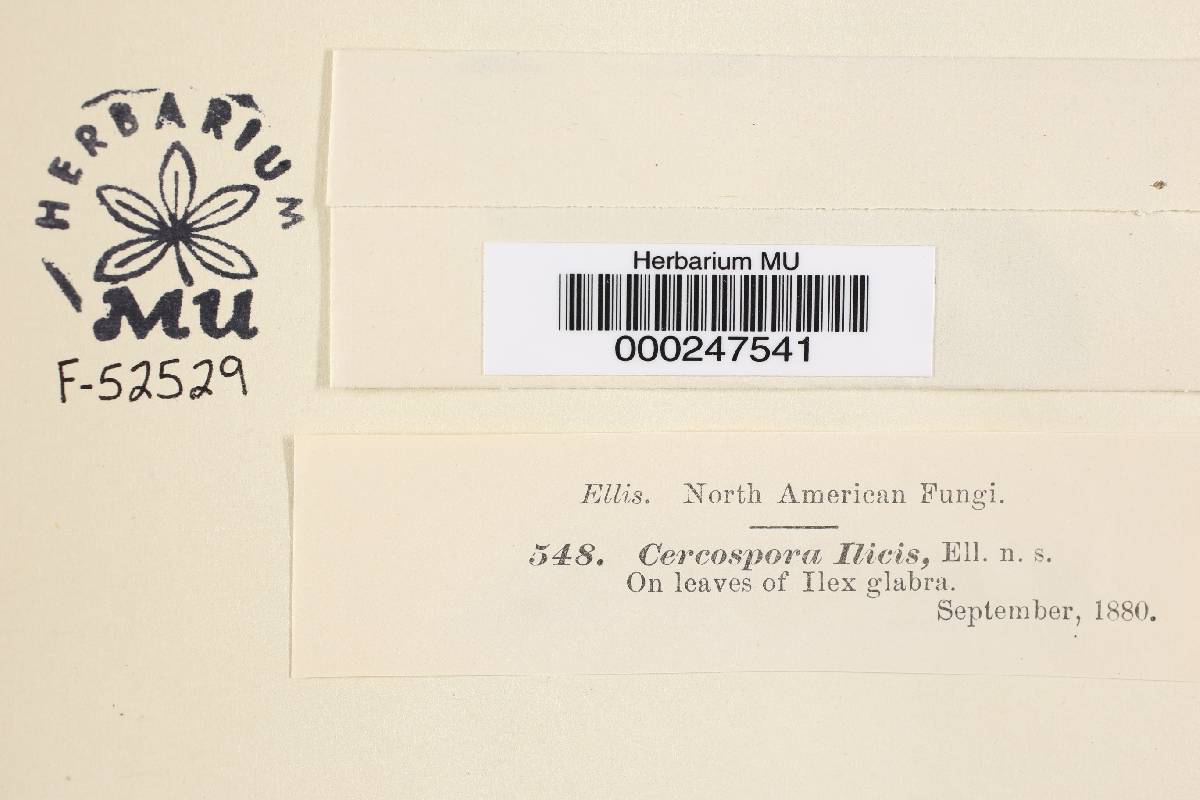 HERBARIUM
MU
F-52529
Herbarium MU
000247541
Ellis. North American Fungi.
548. Cercospora Ilicis, Ell. n. s.
On leaves of Ilex glabra.
September, 1880.